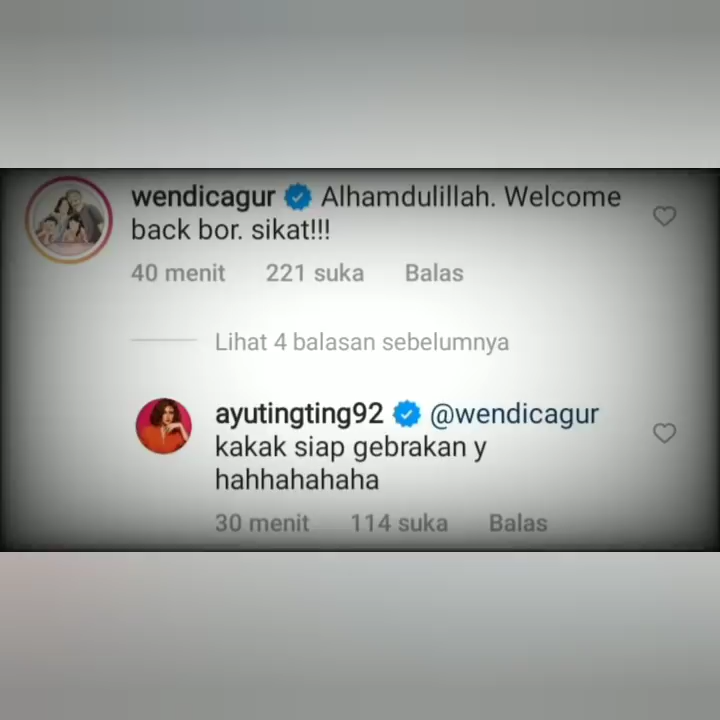 wendicagur Alhamdulillah. Welcome
back bor. sikat!!!
40 menit 221 suka Balas
Lihat 4 balasan sebelumnya
ayutingting92 @wendicagur
kakak siap gebrakan y
hahhahahaha
30 menit 114 suka Balas